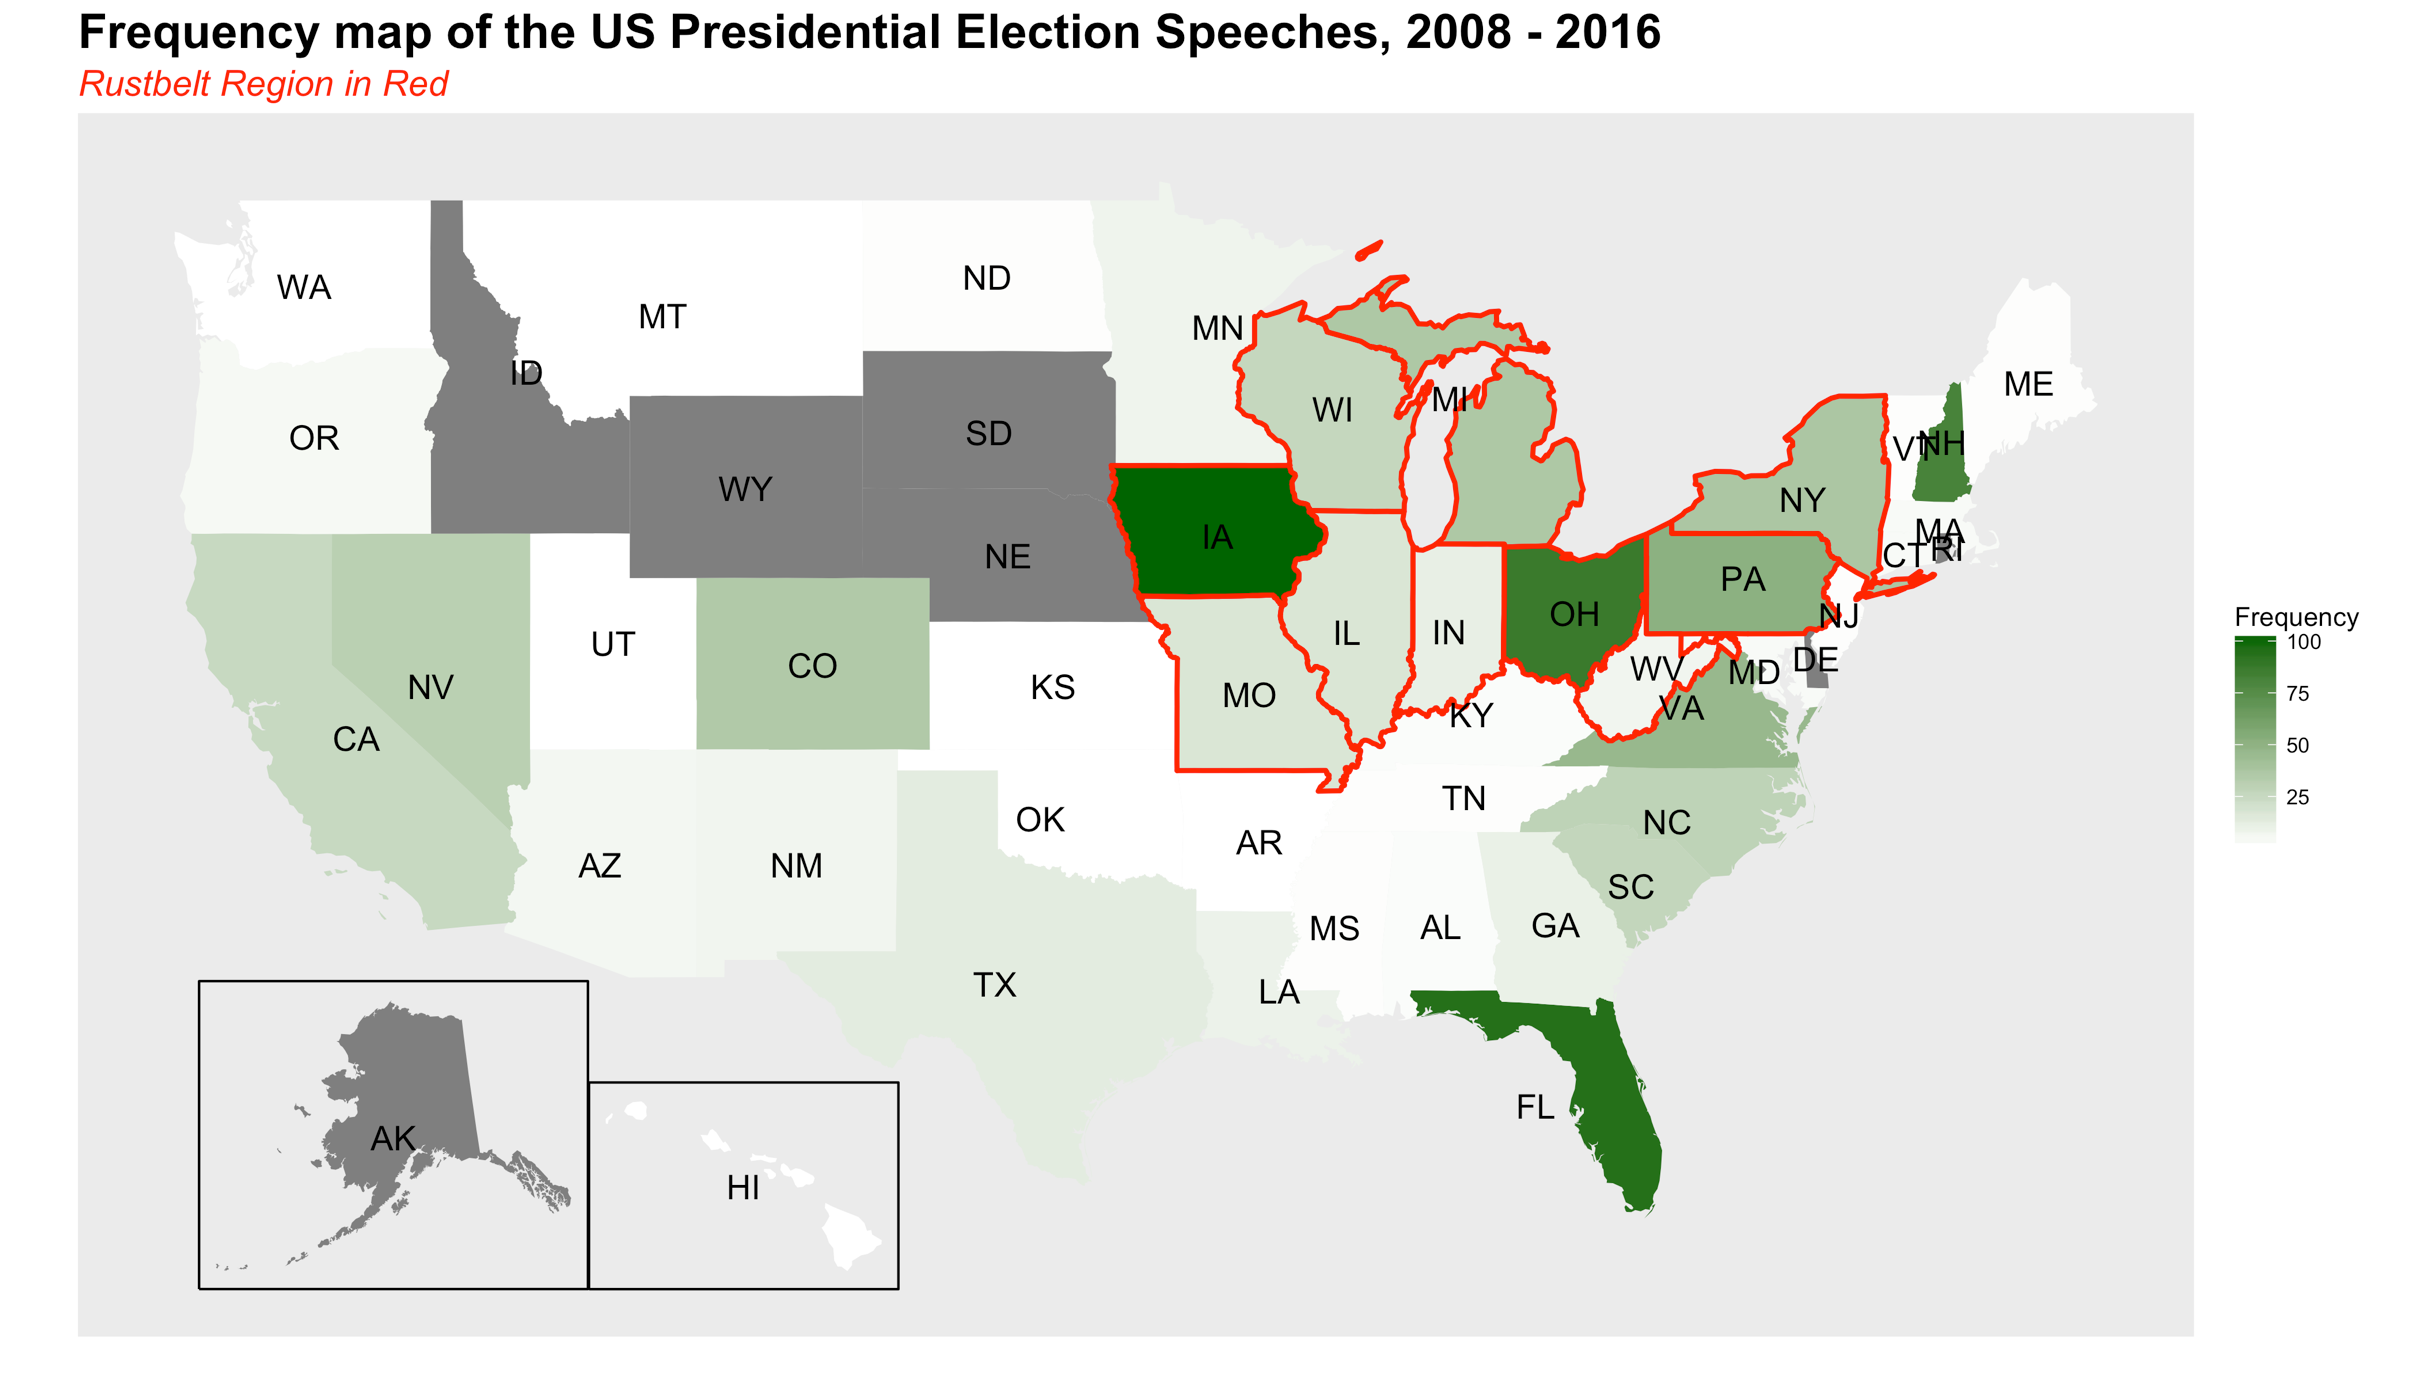 Frequency map of the US Presidential Election Speeches, 2008 - 2016
Rustbelt Region in Red
WA
MT
ND
MN
ID
OR
SD
WI
MI
ME
WY
NY
VT
NH
MA
CT
RI
NE
IA
PA
NJ
UT
CO
IL
IN
OH
WV
MD
DE
NV
KS
MO
KY
VA
CA
OK
TN
NC
AZ
NM
AR
SC
MS
AL
GA
TX
LA
FL
AK
HI
Frequency
100
75
50
25